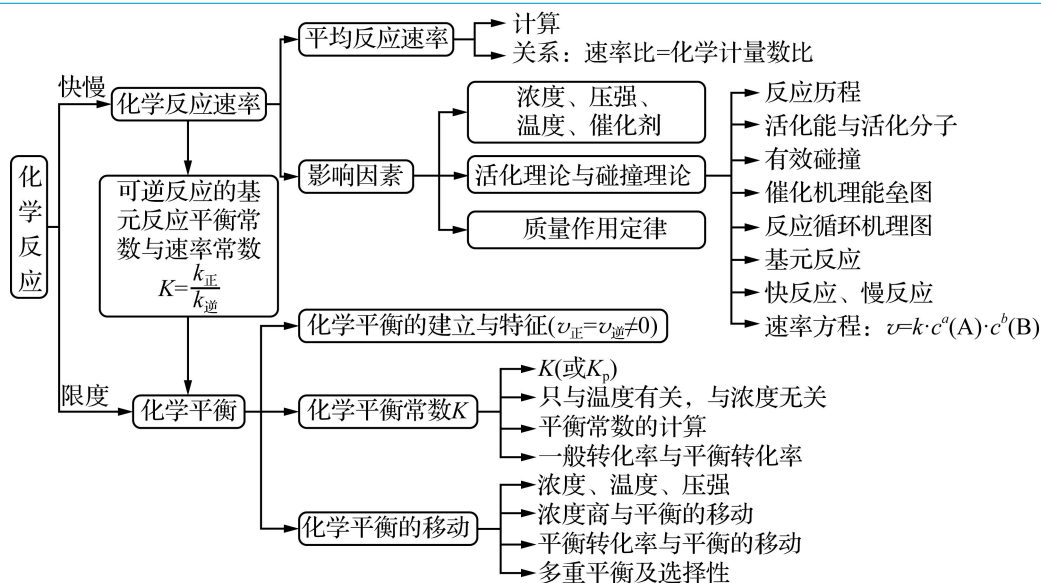 化学反应
快慢
化学反应速率
平均反应速率
计算
关系：速率比=化学计量数比
影响因素
浓度、压强、
温度、催化剂
活化理论与碰撞理论
质量作用定律
反应历程
活化能与活化分子
有效碰撞
催化机理能垒图
反应循环机理图
基元反应
快反应、慢反应
速率方程：v=k·cᵃ(A)·cᵇ(B)
可逆反应的基
元反应平衡常
数与速率常数
K=k正/k逆
限度
化学平衡
化学平衡的建立与特征(v正=v逆≠0)
化学平衡常数K
K(或Kp)
只与温度有关，与浓度无关
平衡常数的计算
一般转化率与平衡转化率
化学平衡的移动
浓度、温度、压强
浓度商与平衡的移动
平衡转化率与平衡的移动
多重平衡及选择性